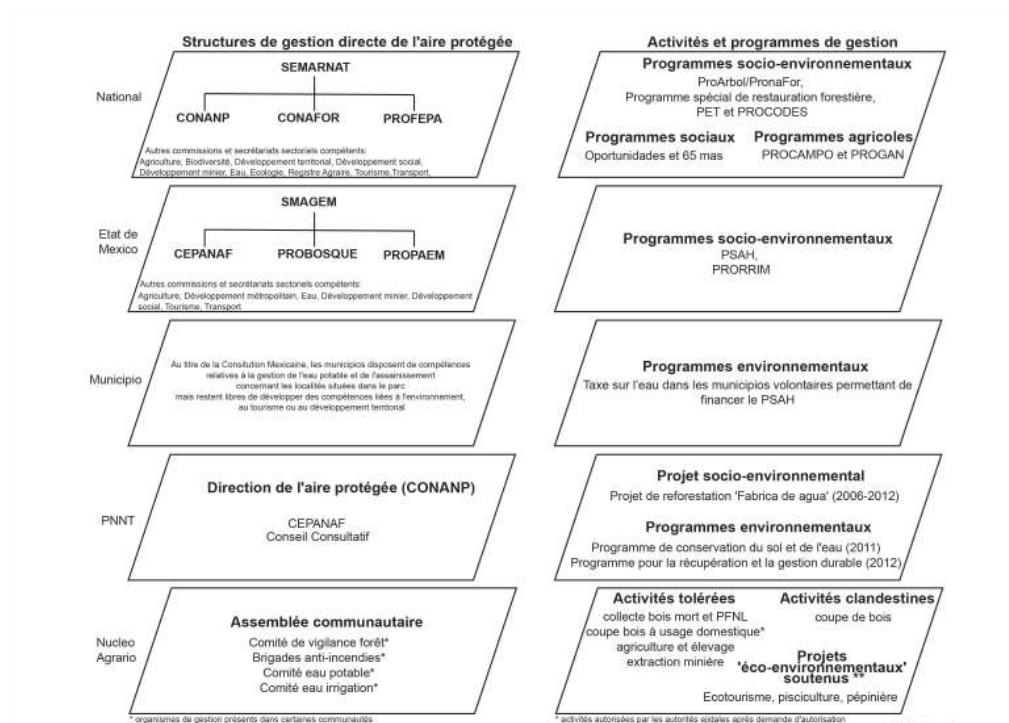 Structures de gestion directe de l'aire protégée
Activités et programmes de gestion
National
SEMARNAT
CONANP CONAFOR PROFEPA
Autres commissions et secrétariats sectoriels compétents:
Agriculture, Biodiversité, Développement territorial, Développement social,
Développement minier, Eau, Ecologie, Registre Agraire, Tourisme,Transport,
Programmes socio-environnementaux
ProArbol/PronaFor,
Programme spécial de restauration forestière,
PET et PROCODES
Programmes sociaux
Oportunidades et 65 mas
Programmes agricoles
PROCAMPO et PROGAN
Etat de
Mexico
SMAGEM
CEPANAF PROBOSQUE PROPAEM
Autres commissions et secrétariats sectoriels compétents:
Agriculture, Développement métropolitain, Eau, Développement minier, Développement
social, Tourisme, Transport
Programmes socio-environnementaux
PSAH,
PRORRIM
Municipio
Au titre de la Consitution Mexicaine, les municipios disposent de compétences
relatives à la gestion de l'eau potable et de l'assainissement
concernant les localités situées dans le parc
mais restent libres de développer des compétences liées à l'environnement,
au tourisme ou au développement territorial
Programmes environnementaux
Taxe sur l'eau dans les municipios volontaires permettant de
financer le PSAH
PNNT
Direction de l'aire protégée (CONANP)
CEPANAF
Conseil Consultatif
Projet socio-environnemental
Projet de reforestation 'Fabrica de agua' (2006-2012)
Programmes environnementaux
Programme de conservation du sol et de l'eau (2011)
Programme pour la récupération et la gestion durable (2012)
Nucleo
Agrario
Assemblée communautaire
Comité de vigilance forêt*
Brigades anti-incendies*
Comité eau potable*
Comité eau irrigation*
Activités tolérées
collecte bois mort et PFNL
coupe bois à usage domestique*
agriculture et élevage
extraction minière
Activités clandestines
coupe de bois
Projets
'éco-environnementaux'
soutenus **
Ecotourisme, pisciculture, pépinière
* organismes de gestion présents dans certaines communautés
* activités autorisées par les autorités ejidales après demande d'autorisation